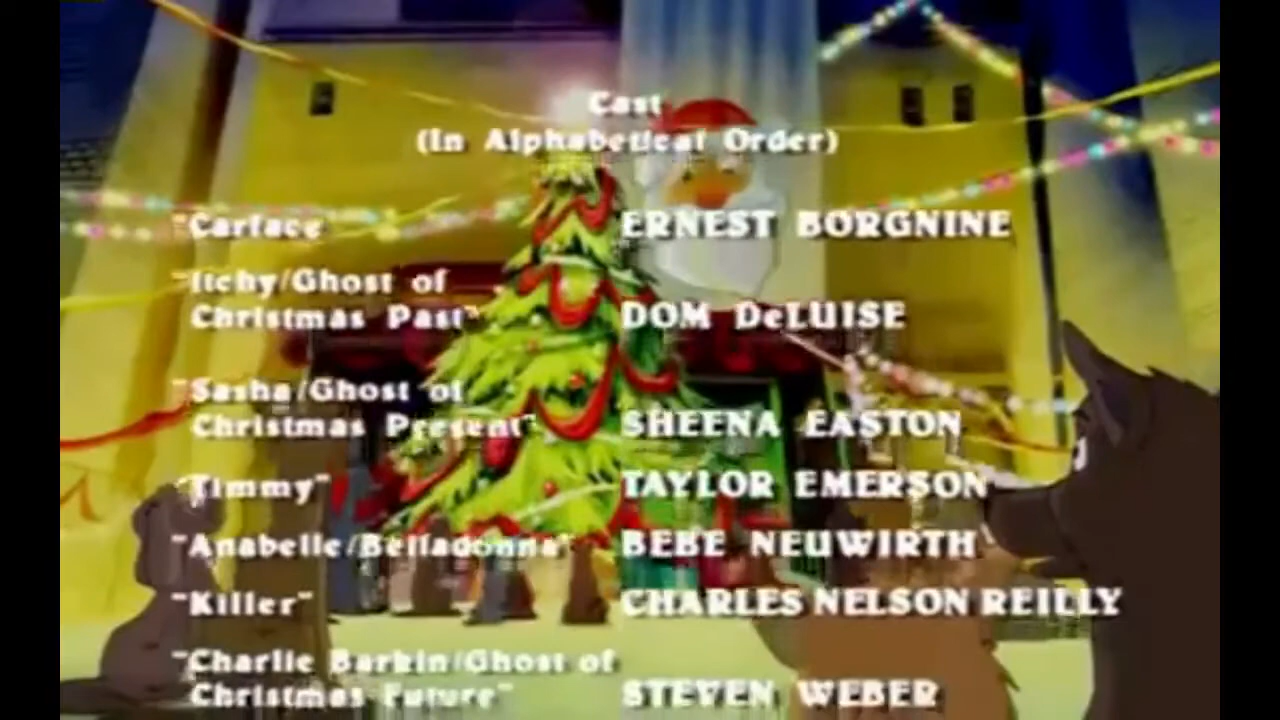 Cast
(In Alphabetical Order)
"Carface" ERNEST BORGNINE
"Itchy/Ghost of
Christmas Past" DOM DeLUISE
"Sasha/Ghost of
Christmas Present" SHEENA EASTON
"Timmy" TAYLOR EMERSON
"Anabelle/Belladonna" BEBE NEUWIRTH
"Killer" CHARLES NELSON REILLY
"Charlie Barkin/Ghost of
Christmas Future" STEVEN WEBER